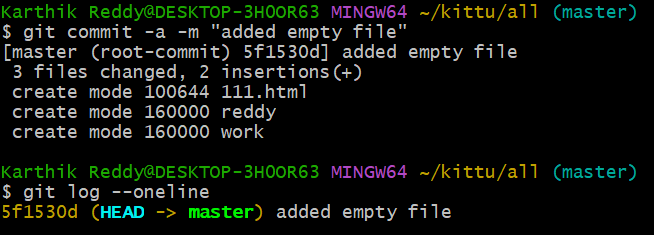 Karthik Reddy@DESKTOP-3HOOR63 MINGW64 ~/kittu/all (master)
$ git commit -a -m "added empty file"
[master (root-commit) 5f1530d] added empty file
 3 files changed, 2 insertions(+)
 create mode 100644 111.html
 create mode 160000 reddy
 create mode 160000 work
Karthik Reddy@DESKTOP-3HOOR63 MINGW64 ~/kittu/all (master)
$ git log --oneline
5f1530d (HEAD -> master) added empty file